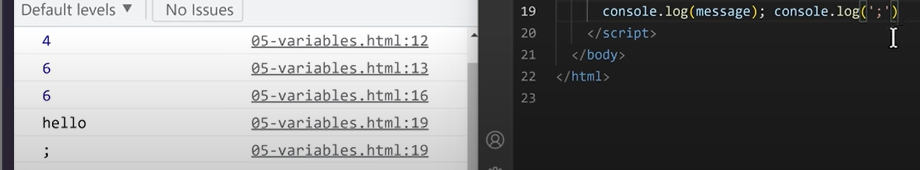 Default levels ▼ No Issues
4 05-variables.html:12
6 05-variables.html:13
6 05-variables.html:16
hello 05-variables.html:19
; 05-variables.html:19
19 console.log(message); console.log(';')
20 </script>
21 </body>
22 </html>
23